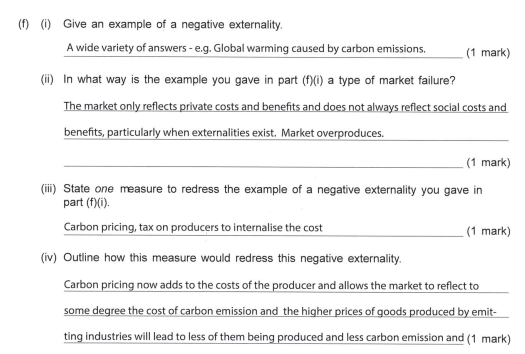 (f) (i) Give an example of a negative externality.
A wide variety of answers - e.g. Global warming caused by carbon emissions. (1 mark)
(ii) In what way is the example you gave in part (f)(i) a type of market failure?
The market only reflects private costs and benefits and does not always reflect social costs and
benefits, particularly when externalities exist. Market overproduces.
(1 mark)
(iii) State one measure to redress the example of a negative externality you gave in
part (f)(i).
Carbon pricing, tax on producers to internalise the cost (1 mark)
(iv) Outline how this measure would redress this negative externality.
Carbon pricing now adds to the costs of the producer and allows the market to reflect to
some degree the cost of carbon emission and the higher prices of goods produced by emit-
ting industries will lead to less of them being produced and less carbon emission and (1 mark)